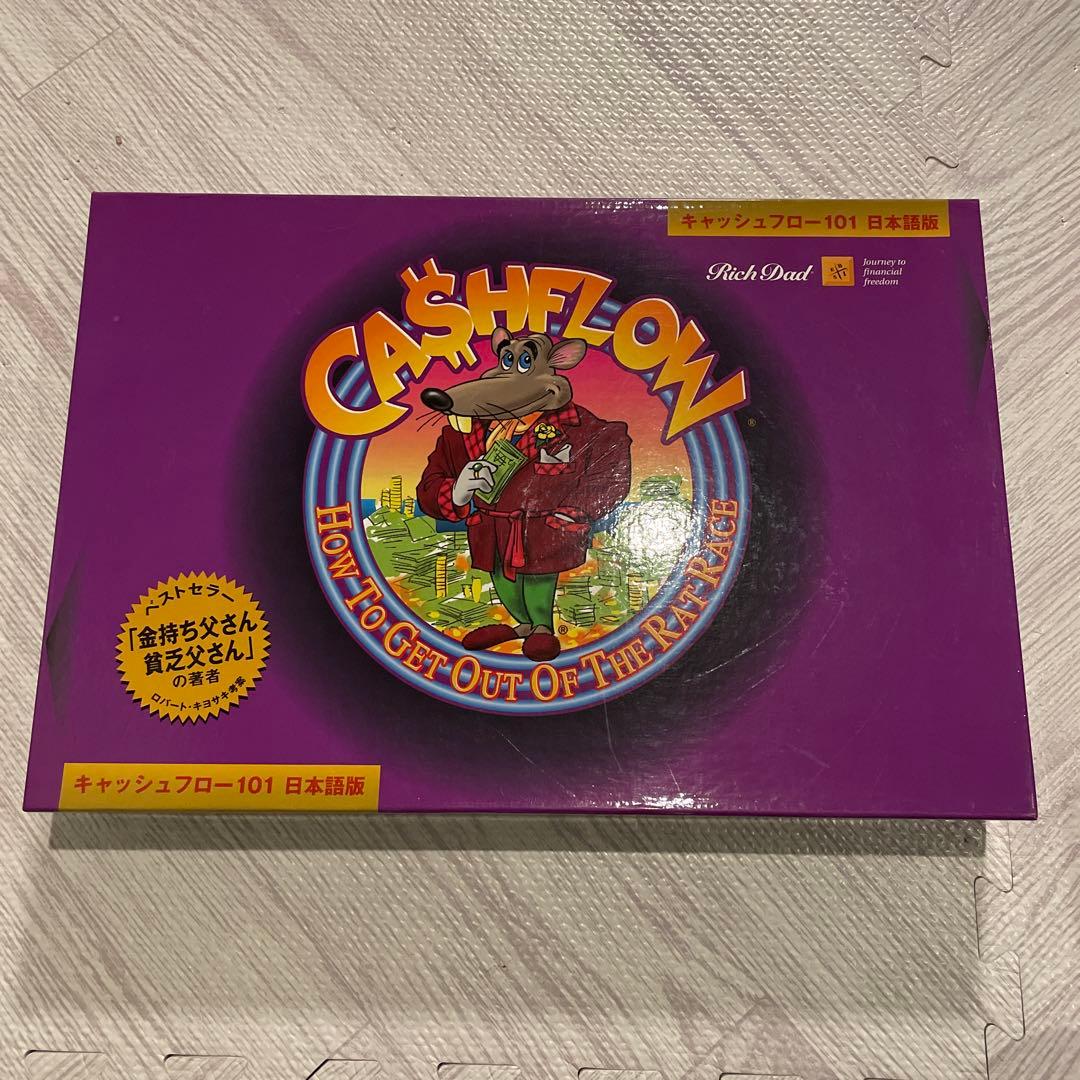 キャッシュフロー101 日本語版
Rich Dad
E B
S I
Journey to
financial
freedom
CA$HFLOW
®
HOW TO GET OUT OF THE RAT RACE
®
ベストセラー
「金持ち父さん
貧乏父さん」
の著者
ロバート・キヨサキ考案
キャッシュフロー101 日本語版